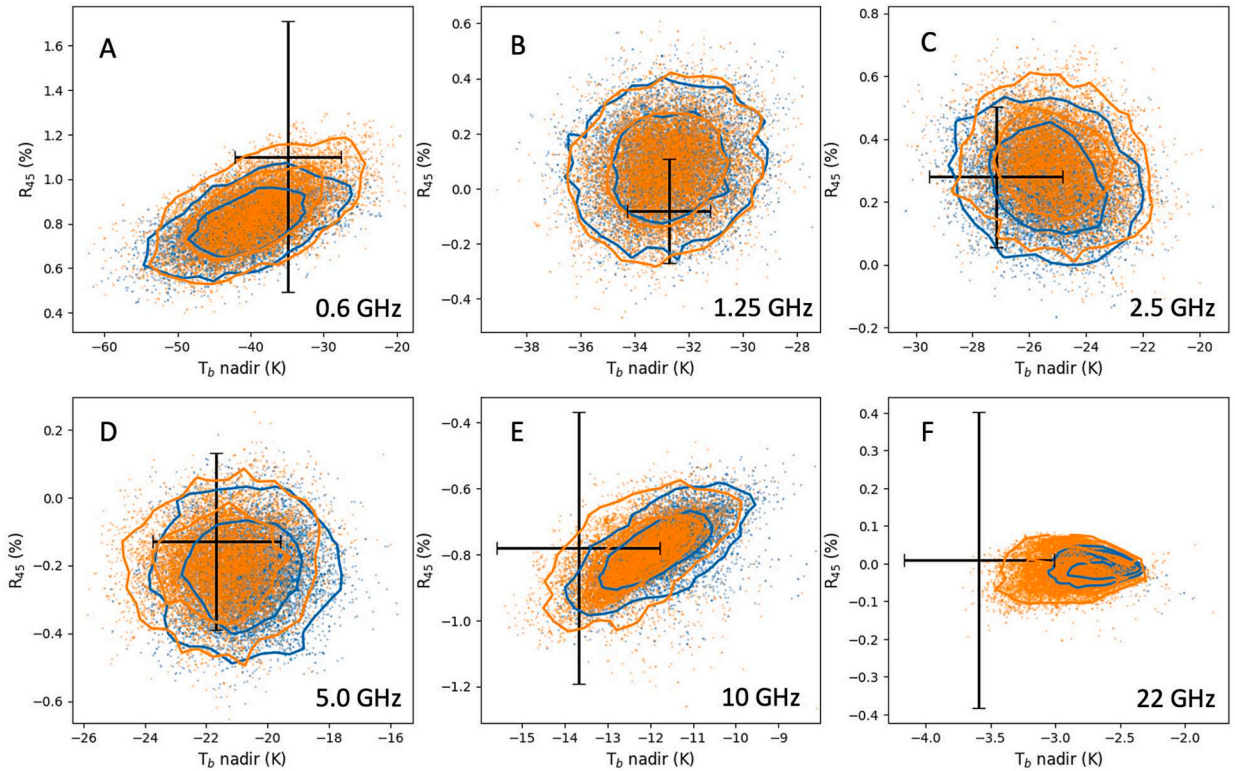 A
1.6
1.4
1.2
1.0
0.8
0.6
0.4
R45 (%)
−60 −50 −40 −30 −20
Tb nadir (K)
0.6 GHz
B
0.6
0.4
0.2
0.0
−0.2
−0.4
R45 (%)
−38 −36 −34 −32 −30 −28
Tb nadir (K)
1.25 GHz
C
0.8
0.6
0.4
0.2
0.0
−0.2
R45 (%)
−30 −28 −26 −24 −22 −20
Tb nadir (K)
2.5 GHz
D
0.2
0.0
−0.2
−0.4
−0.6
R45 (%)
−26 −24 −22 −20 −18 −16
Tb nadir (K)
5.0 GHz
E
−0.4
−0.6
−0.8
−1.0
−1.2
R45 (%)
−15 −14 −13 −12 −11 −10 −9
Tb nadir (K)
10 GHz
F
0.4
0.3
0.2
0.1
0.0
−0.1
−0.2
−0.3
−0.4
R45 (%)
−4.0 −3.5 −3.0 −2.5 −2.0
Tb nadir (K)
22 GHz